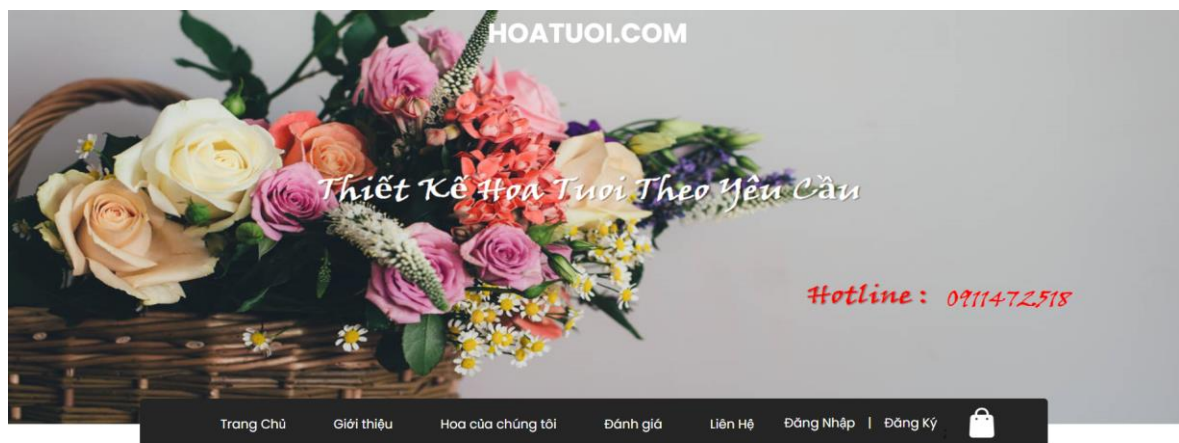 HOATUOI.COM
Thiết Kế Hoa Tuoi Theo Yêu Cầu
Hotline : 0911472518
Trang Chủ Giới thiệu Hoa của chúng tôi Đánh giá Liên Hệ Đăng Nhập | Đăng Ký